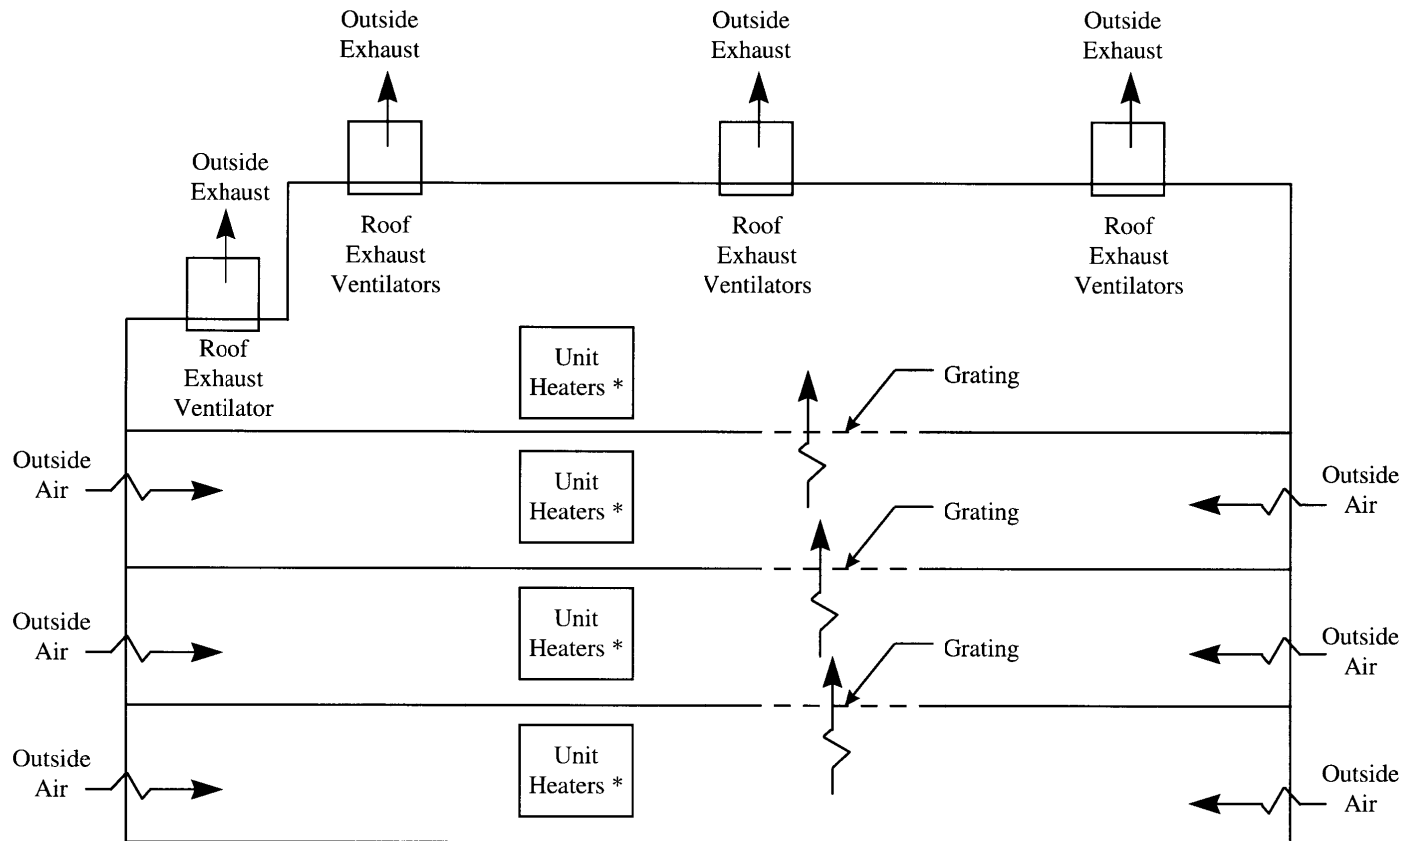 Outside
Exhaust
Outside
Exhaust
Outside
Exhaust
Outside
Exhaust
Roof
Exhaust
Ventilators
Roof
Exhaust
Ventilators
Roof
Exhaust
Ventilators
Roof
Exhaust
Ventilator
Unit
Heaters *
Grating
Outside
Air
Unit
Heaters *
Grating
Outside
Air
Outside
Air
Unit
Heaters *
Grating
Outside
Air
Outside
Air
Unit
Heaters *
Outside
Air